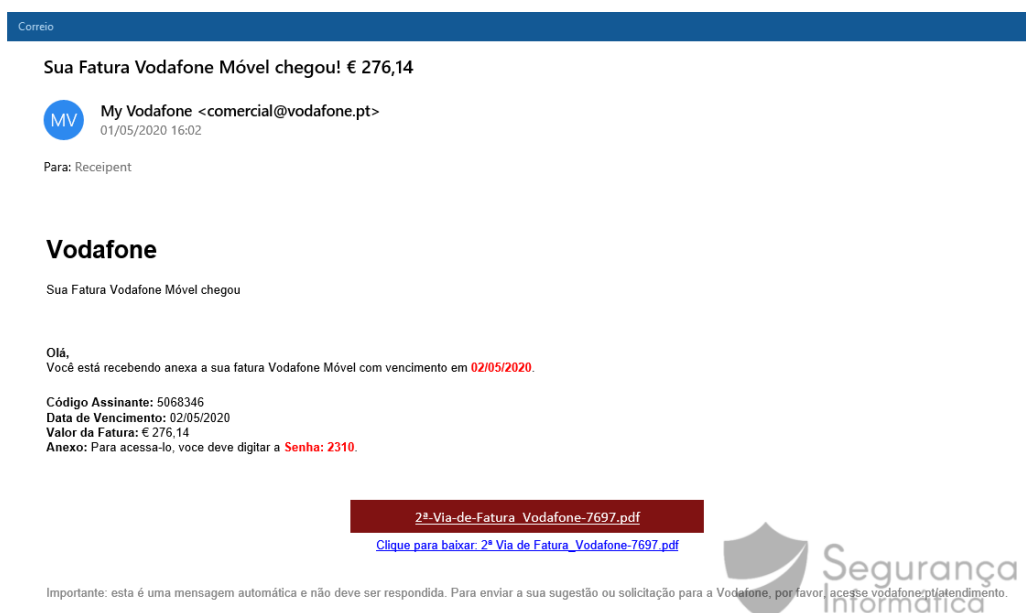 Correio
Sua Fatura Vodafone Móvel chegou! € 276,14
MV
My Vodafone <comercial@vodafone.pt>
01/05/2020 16:02
Para: Receipent
Vodafone
Sua Fatura Vodafone Móvel chegou
Olá,
Você está recebendo anexa a sua fatura Vodafone Móvel com vencimento em 02/05/2020.
Código Assinante: 5068346
Data de Vencimento: 02/05/2020
Valor da Fatura: € 276,14
Anexo: Para acessa-lo, voce deve digitar a Senha: 2310.
2ª-Via-de-Fatura_Vodafone-7697.pdf
Clique para baixar: 2ª Via de Fatura_Vodafone-7697.pdf
Importante: esta é uma mensagem automática e não deve ser respondida. Para enviar a sua sugestão ou solicitação para a Vodafone, por favor, acesse vodafone.pt/atendimento.
Segurança
Informática